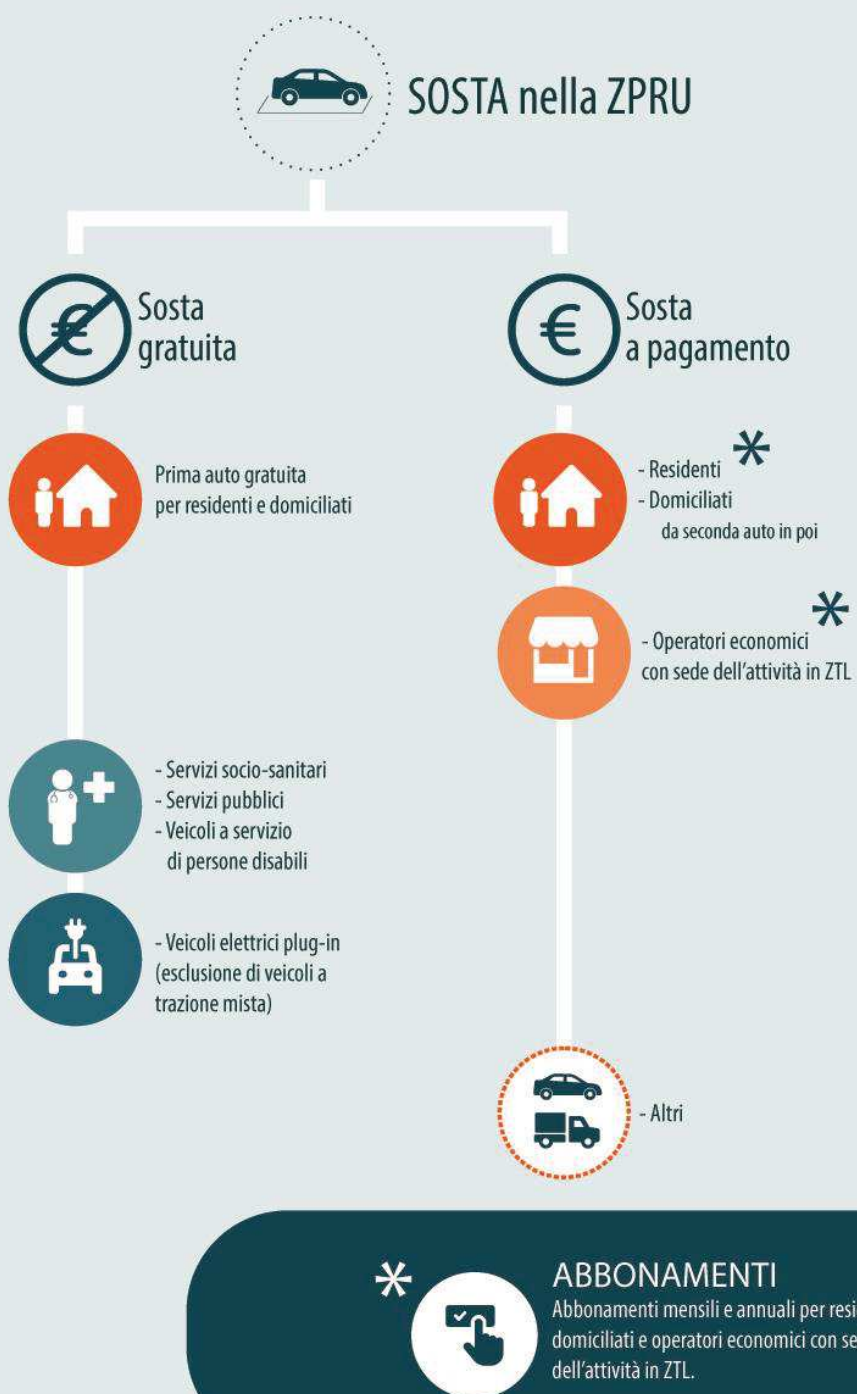 SOSTA nella ZPRU
€
Sosta
gratuita
Prima auto gratuita
per residenti e domiciliati
- Servizi socio-sanitari
- Servizi pubblici
- Veicoli a servizio
di persone disabili
- Veicoli elettrici plug-in
(esclusione di veicoli a
trazione mista)
€
Sosta
a pagamento
- Residenti *
- Domiciliati
da seconda auto in poi
*
- Operatori economici
con sede dell'attività in ZTL
- Altri
* ABBONAMENTI
Abbonamenti mensili e annuali per
domiciliati e operatori economici con
dell'attività in ZTL.